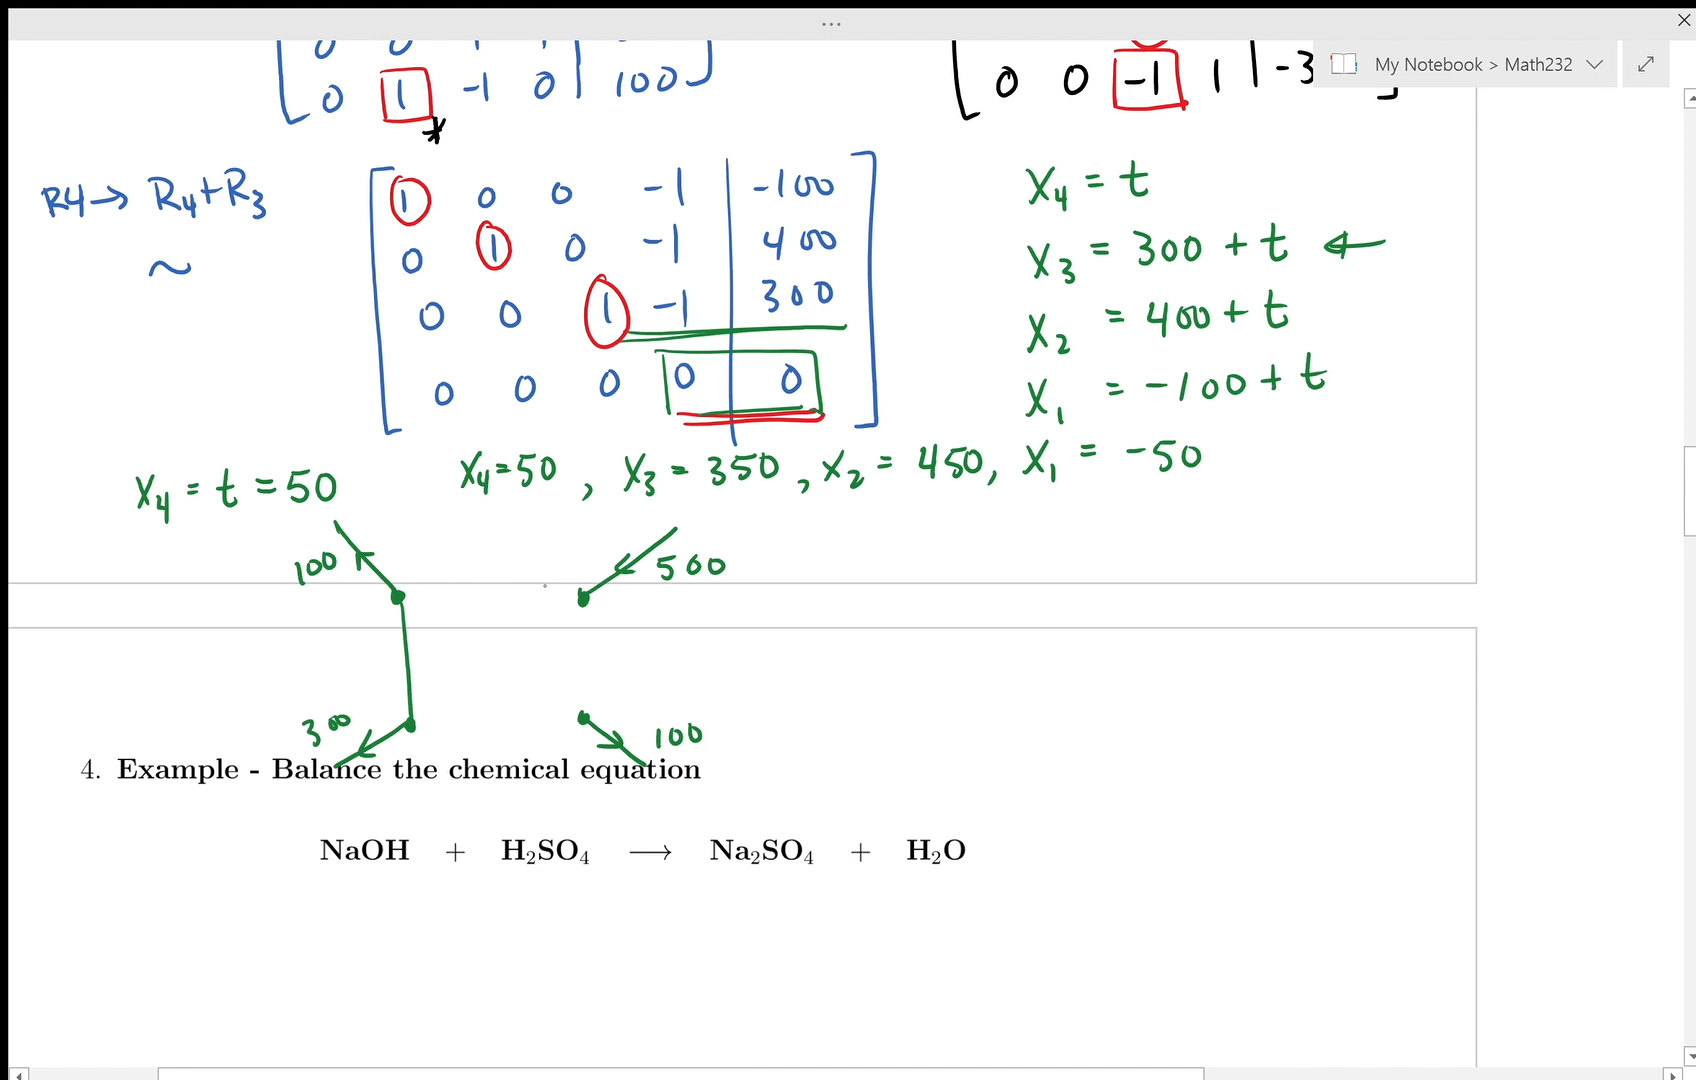 My Notebook > Math232
0 1 -1 0 | 100
*
0 0 -1 1 | -3
R4→ R4+R3
~
1 0 0 -1 | -100
0 1 0 -1 | 400
0 0 1 -1 | 300
0 0 0 0 | 0
X4 = t
X3 = 300 + t ←
X2 = 400 + t
X1 = -100 + t
X4 = t = 50
X4=50 , X3 = 350 , X2 = 450, X1 = -50
100
500
300
100
4. Example - Balance the chemical equation
NaOH + H₂SO₄ ⟶ Na₂SO₄ + H₂O